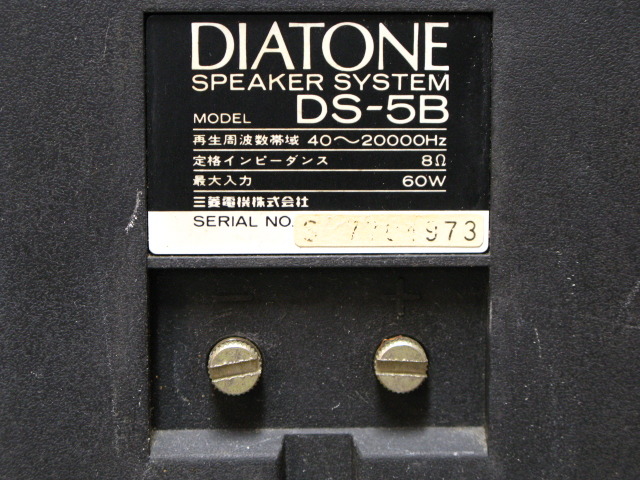 DIATONE
SPEAKER SYSTEM
MODEL DS-5B
再生周波数帯域 40〜20000Hz
定格インピーダンス 8Ω
最大入力 60W
三菱電機株式会社
SERIAL NO.
− +